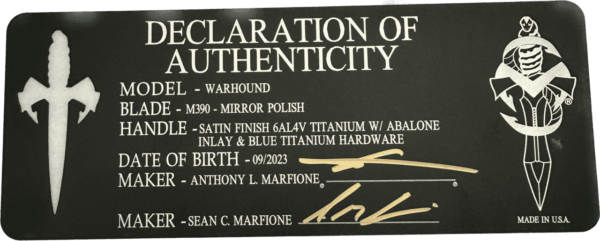 DECLARATION OF
AUTHENTICITY
MODEL - WARHOUND
BLADE - M390 - MIRROR POLISH
HANDLE - SATIN FINISH 6AL4V TITANIUM W/ ABALONE
INLAY & BLUE TITANIUM HARDWARE
DATE OF BIRTH - 09/2023
MAKER - ANTHONY L. MARFIONE
MAKER - SEAN C. MARFIONE
®
MADE IN U.S.A.